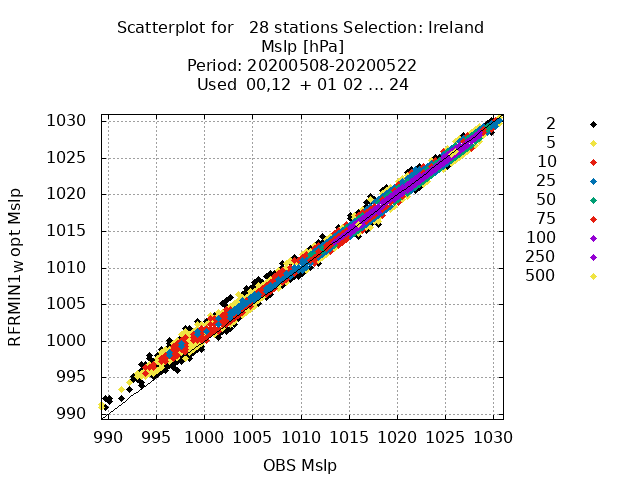 Scatterplot for   28 stations Selection: Ireland
Mslp [hPa]
Period: 20200508-20200522
Used  00,12  + 01 02 ... 24
1030
1025
1020
1015
1010
1005
1000
995
990
990 995 1000 1005 1010 1015 1020 1025 1030
RFRMIN1_W opt Mslp
OBS Mslp
2
5
10
25
50
75
100
250
500